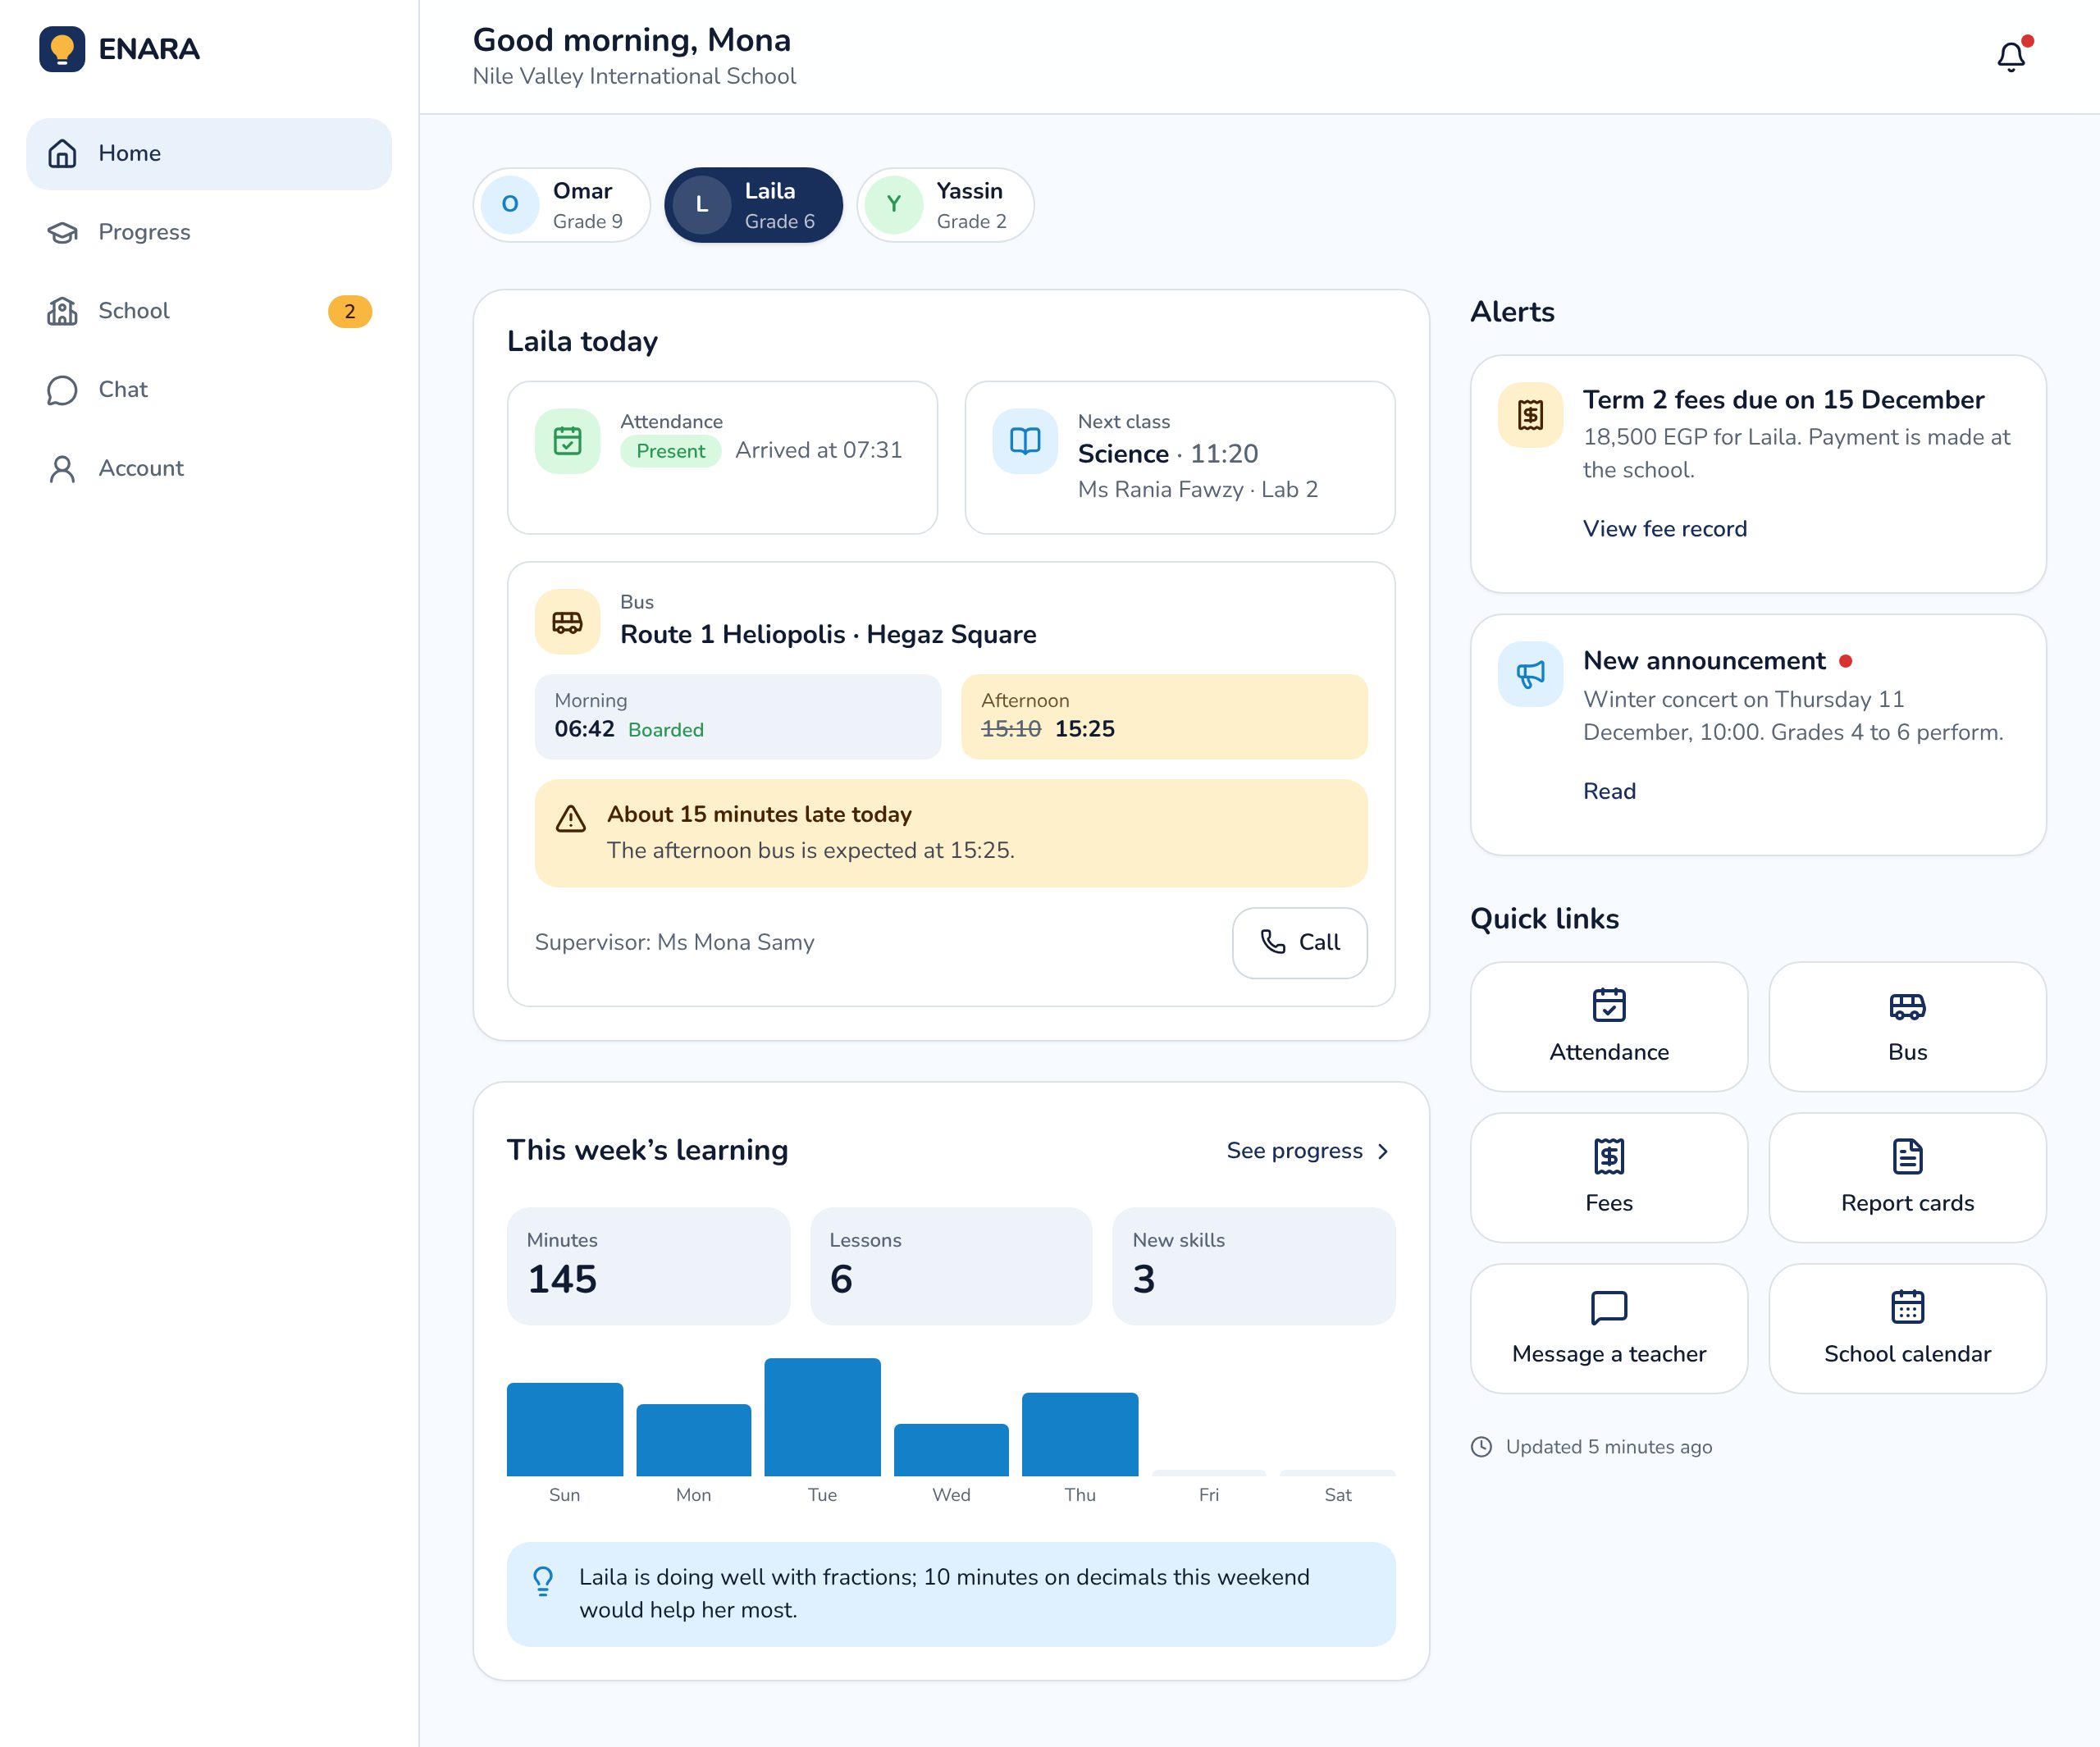 ENARA
Home
Progress
School
2
Chat
Account
Good morning, Mona
Nile Valley International School
O
Omar
Grade 9
L
Laila
Grade 6
Y
Yassin
Grade 2
Laila today
Attendance
Present Arrived at 07:31
Next class
Science · 11:20
Ms Rania Fawzy · Lab 2
Bus
Route 1 Heliopolis · Hegaz Square
Morning
06:42 Boarded
Afternoon
15:10 15:25
About 15 minutes late today
The afternoon bus is expected at 15:25.
Supervisor: Ms Mona Samy
Call
This week’s learning
See progress
Minutes
145
Lessons
6
New skills
3
Sun
Mon
Tue
Wed
Thu
Fri
Sat
Laila is doing well with fractions; 10 minutes on decimals this weekend
would help her most.
Alerts
Term 2 fees due on 15 December
18,500 EGP for Laila. Payment is made at
the school.
View fee record
New announcement
Winter concert on Thursday 11
December, 10:00. Grades 4 to 6 perform.
Read
Quick links
Attendance
Bus
Fees
Report cards
Message a teacher
School calendar
Updated 5 minutes ago